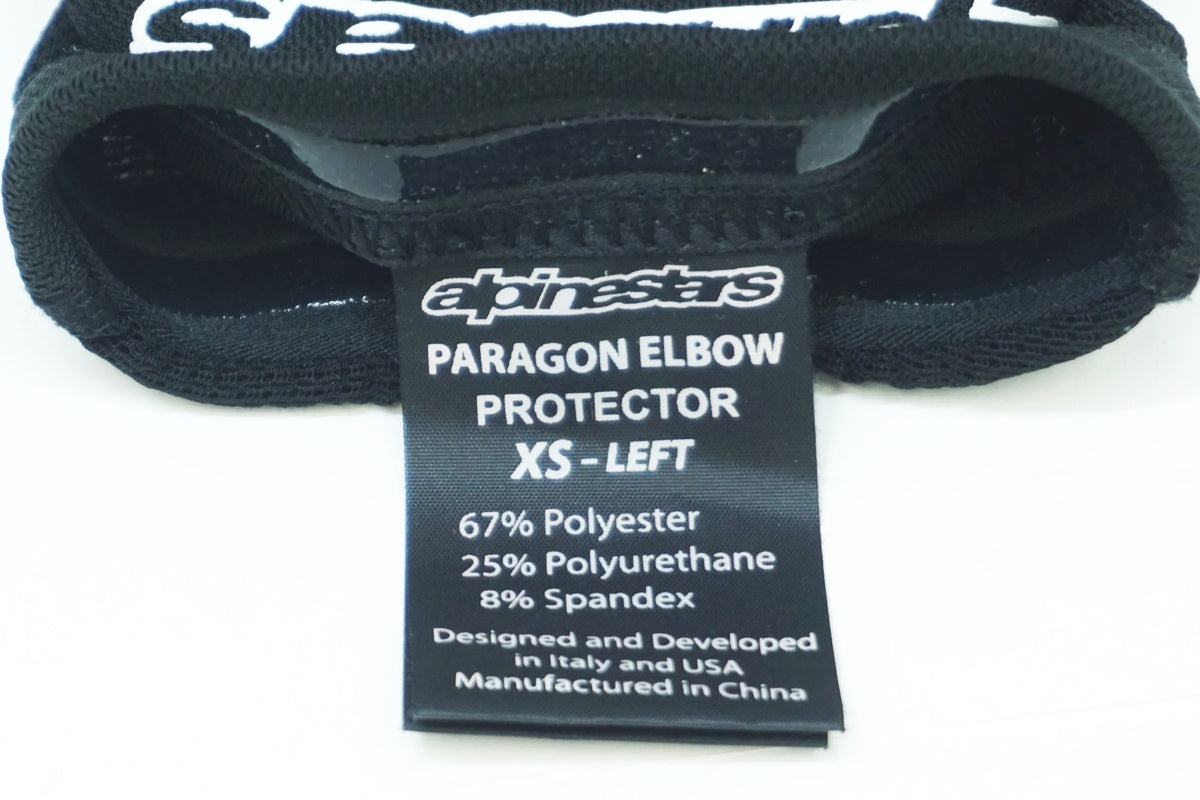 alpinestars
PARAGON ELBOW
PROTECTOR
XS - LEFT
67% Polyester
25% Polyurethane
8% Spandex
Designed and Developed
in Italy and USA
Manufactured in China